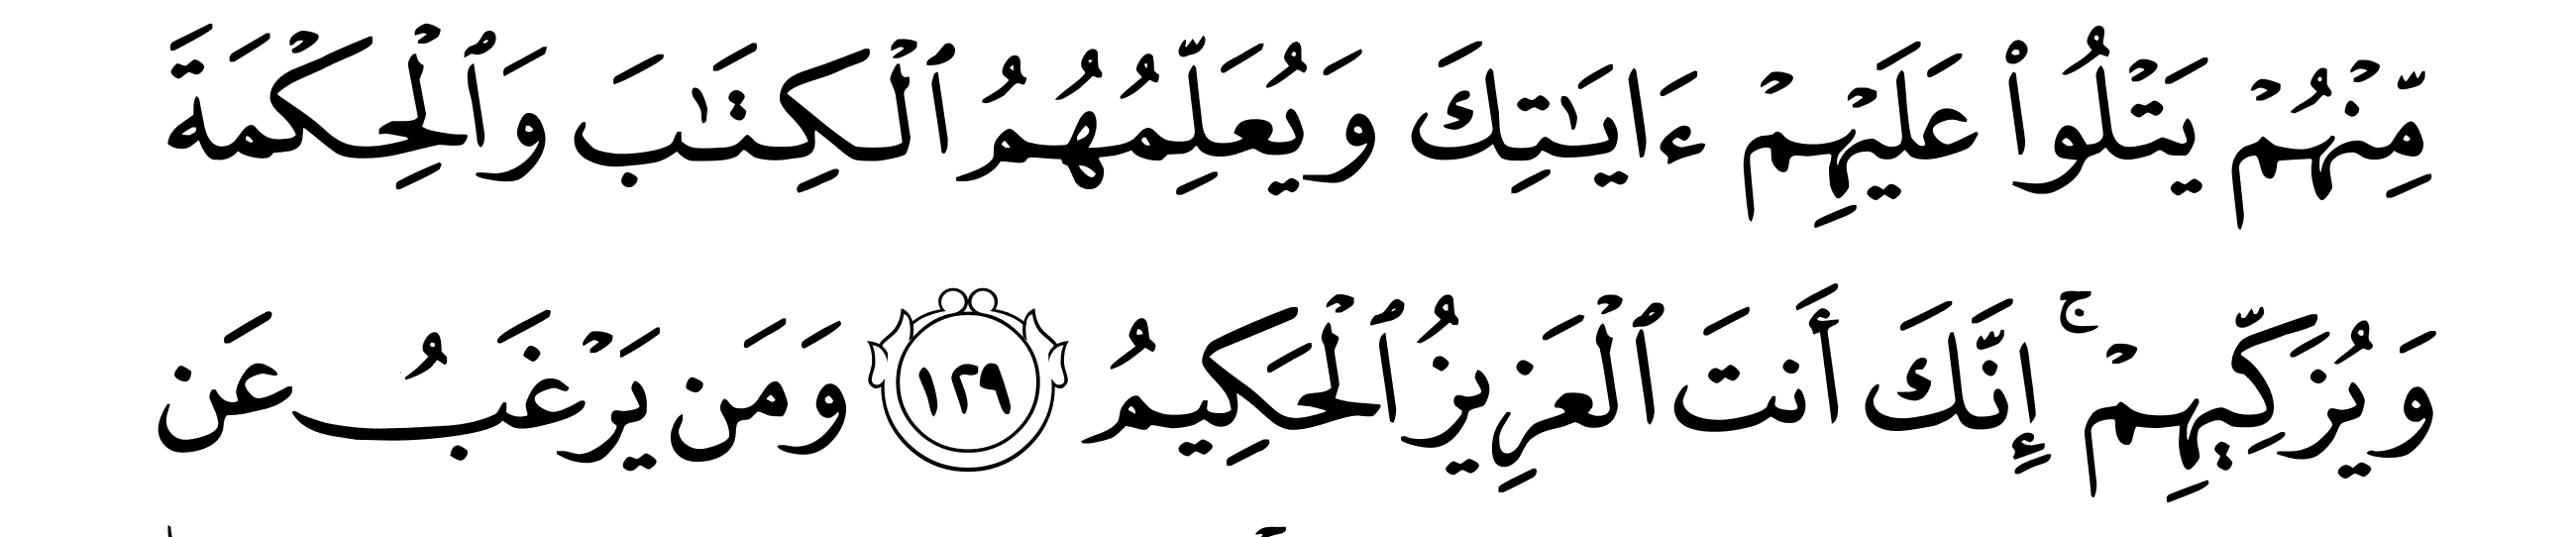 مِّنۡهُمۡ يَتۡلُواْ عَلَيۡهِمۡ ءَايَٰتِكَ وَيُعَلِّمُهُمُ ٱلۡكِتَٰبَ وَٱلۡحِكۡمَةَ
وَيُزَكِّيهِمۡۚ إِنَّكَ أَنتَ ٱلۡعَزِيزُ ٱلۡحَكِيمُ ١٢٩ وَمَن يَرۡغَبُ عَن